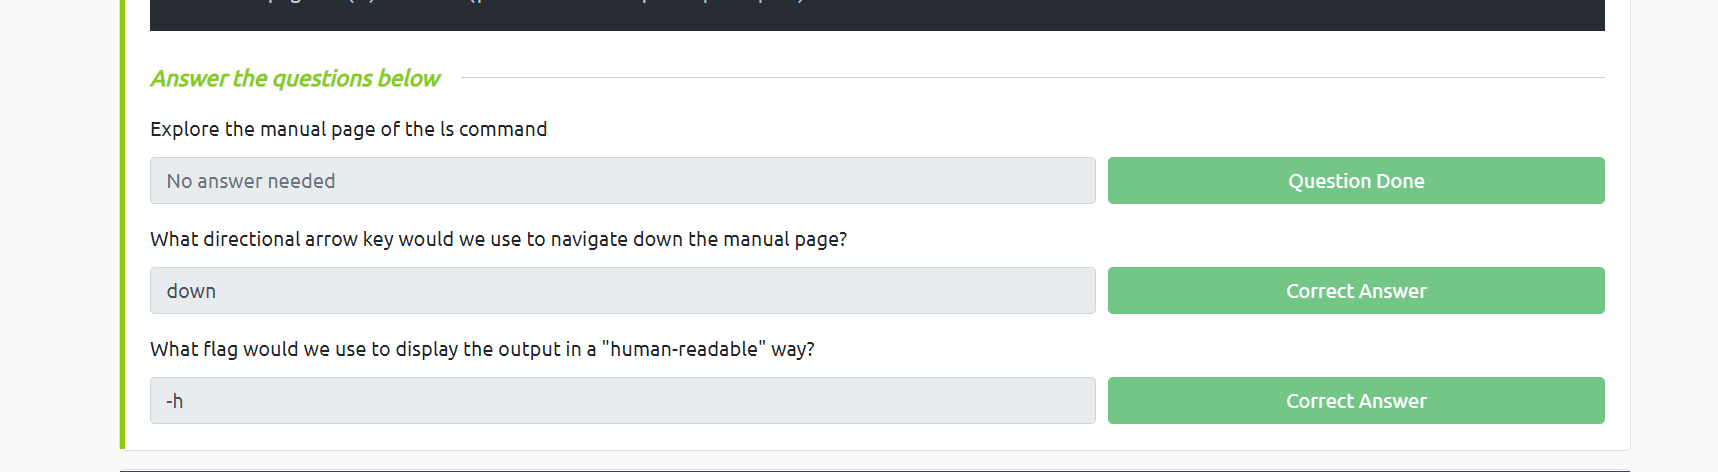 Answer the questions below
Explore the manual page of the ls command
No answer needed
Question Done
What directional arrow key would we use to navigate down the manual page?
down
Correct Answer
What flag would we use to display the output in a "human-readable" way?
-h
Correct Answer